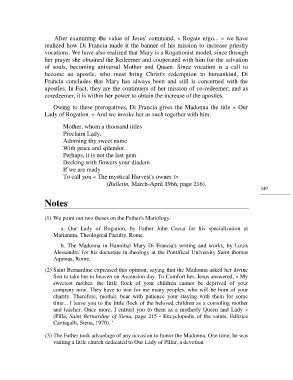 After examining the value of Jesus' command, « Rogate ergo... » we have
realized how Di Francia made it the banner of his mission to increase priestly
vocations. We have also realized that Mary is a Rogationist model, since through
her prayer she obtained the Redeemer and cooperated with him for the salvation
of souls, becoming universal Mother and Queen. Since vocation is a call to
become an apostle, who must bring Christ's redemption to humankind, Di
Francia concludes that Mary has always been and still is concerned with the
apostles. In fact, they are the continuers of her mission of co-redeemer; and as
coredeemer, it is within her power to obtain the increase of the apostles.
Owing to these prerogatives, Di Francia gives the Madonna the title « Our
Lady of Rogation. » And we invoke her as such together with him:
Mother, whom a thousand titles
Proclaim Lady,
Adorning thy sweet name
With grace and splendor.
Perhaps, it is not the last gem
Decking with flowers your diadem
If we are ready
To call you « The mystical Harvest's owner !»
(Bulletin, March-April 1966, page 216).
349
Notes
(1) We point out two theses on the Father's Mariology:
a. Our Lady of Rogation, by Father John Cocca for his specialization at
Marianum, Theological Faculty, Rome.
b. The Madonna in Hannibal Mary Di Francia's writing and works, by Louis
Alessandra' for his doctorate in theology at the Pontifical University Saint Thomas
Aquinas, Rome.
(2) Saint Bernardine expressed this opinion, saying that the Madonna asked her divine
Son to take her to heaven on Ascension day. To Comfort her, Jesus answered, « My
sweetest mother, the little flock of your children cannot be deprived of your
company now. They have to win for me many peoples, who will be born of your
charity. Therefore, mother, bear with patience your staying with them for some
time... I leave you to the little flock of the beloved children as a consoling mother
and teacher. Once more, I entrust you to them as a motherly Queen and Lady »
(Pilla, Saint Bernardine of Siena, page 215 - Encyclopedia of the saints, Editrice
Cantagalli, Siena, 1970).
(3) The Father took advantage of any occasion to honor the Madonna. One time, he was
visiting a little church dedicated to Our Lady of Pilar, a devotion